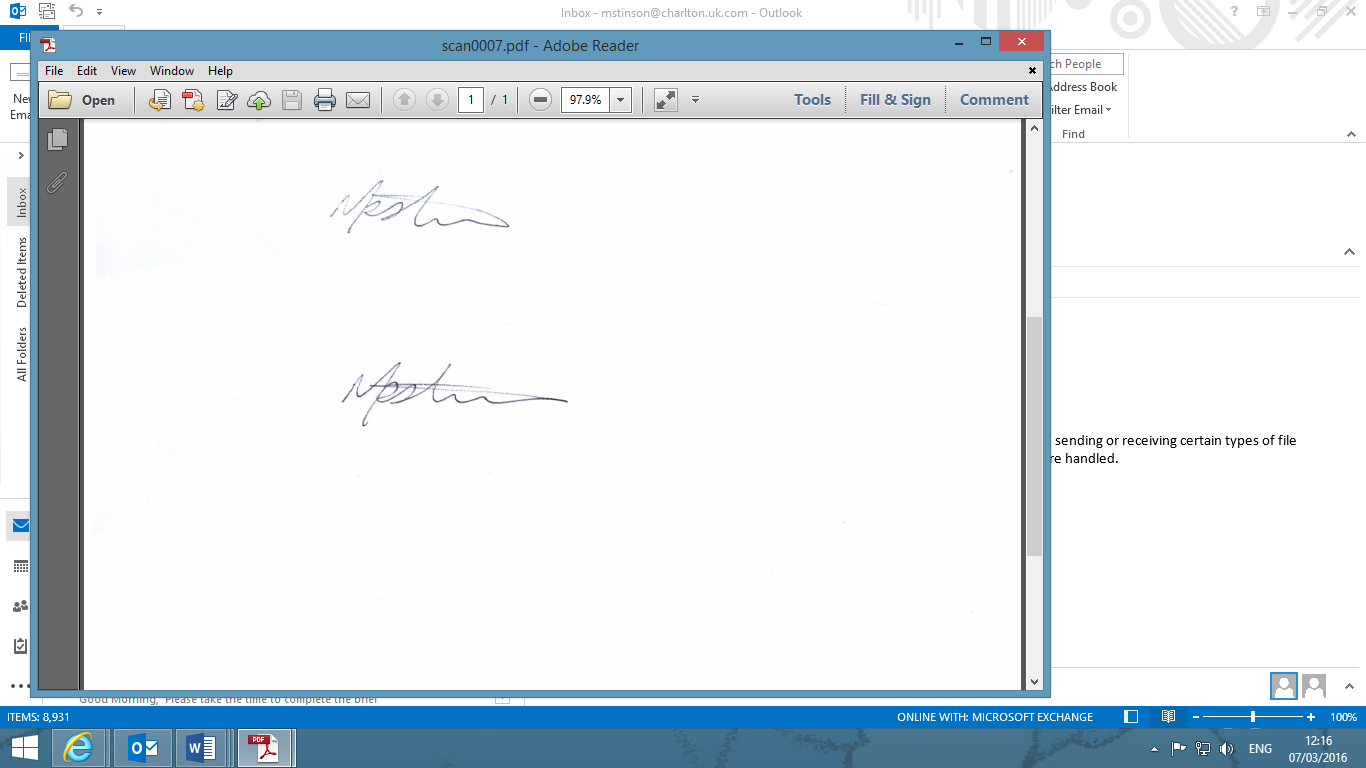 Inbox - mstinson@charlton.uk.com - Outlook
scan0007.pdf - Adobe Reader
File Edit View Window Help
Open 1 / 1 97.9% Tools Fill & Sign Comment
ch People
ddress Book
ilter Email
Find
FI
New
Ema
Inbox
Deleted Items
All Folders
sending or receiving certain types of file
re handled.
Good Morning, Please take the time to complete the brief
ITEMS: 8,931 ONLINE WITH: MICROSOFT EXCHANGE 100%
PDF
ENG
12:16
07/03/2016